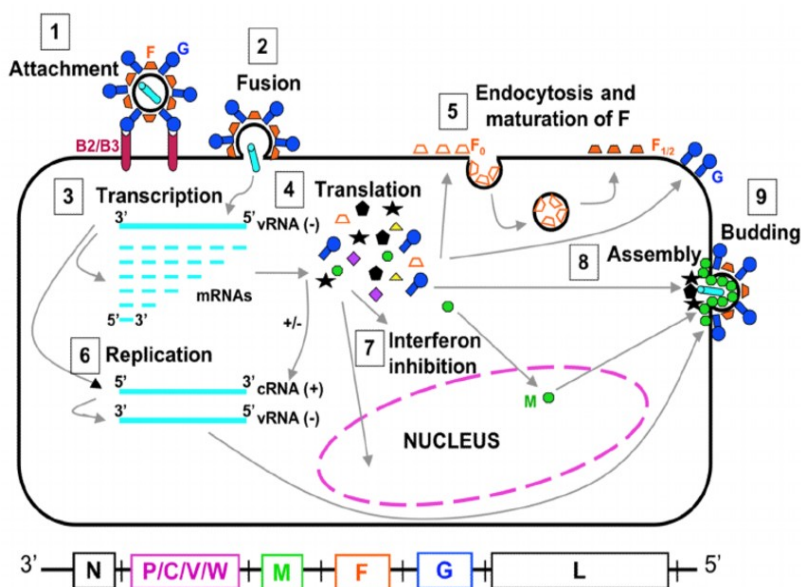 1
Attachment
F
G
2
Fusion
B2/B3
5
Endocytosis and
maturation of F
F0
F1/2
G
9
Budding
3
Transcription
3’
5’
vRNA (-)
mRNAs
5’ 3’
4
Translation
8
Assembly
+/-
7
Interferon
inhibition
6
Replication
5’
3’
cRNA (+)
3’
5’
vRNA (-)
M
NUCLEUS
3’ N P/C/V/W M F G L 5’